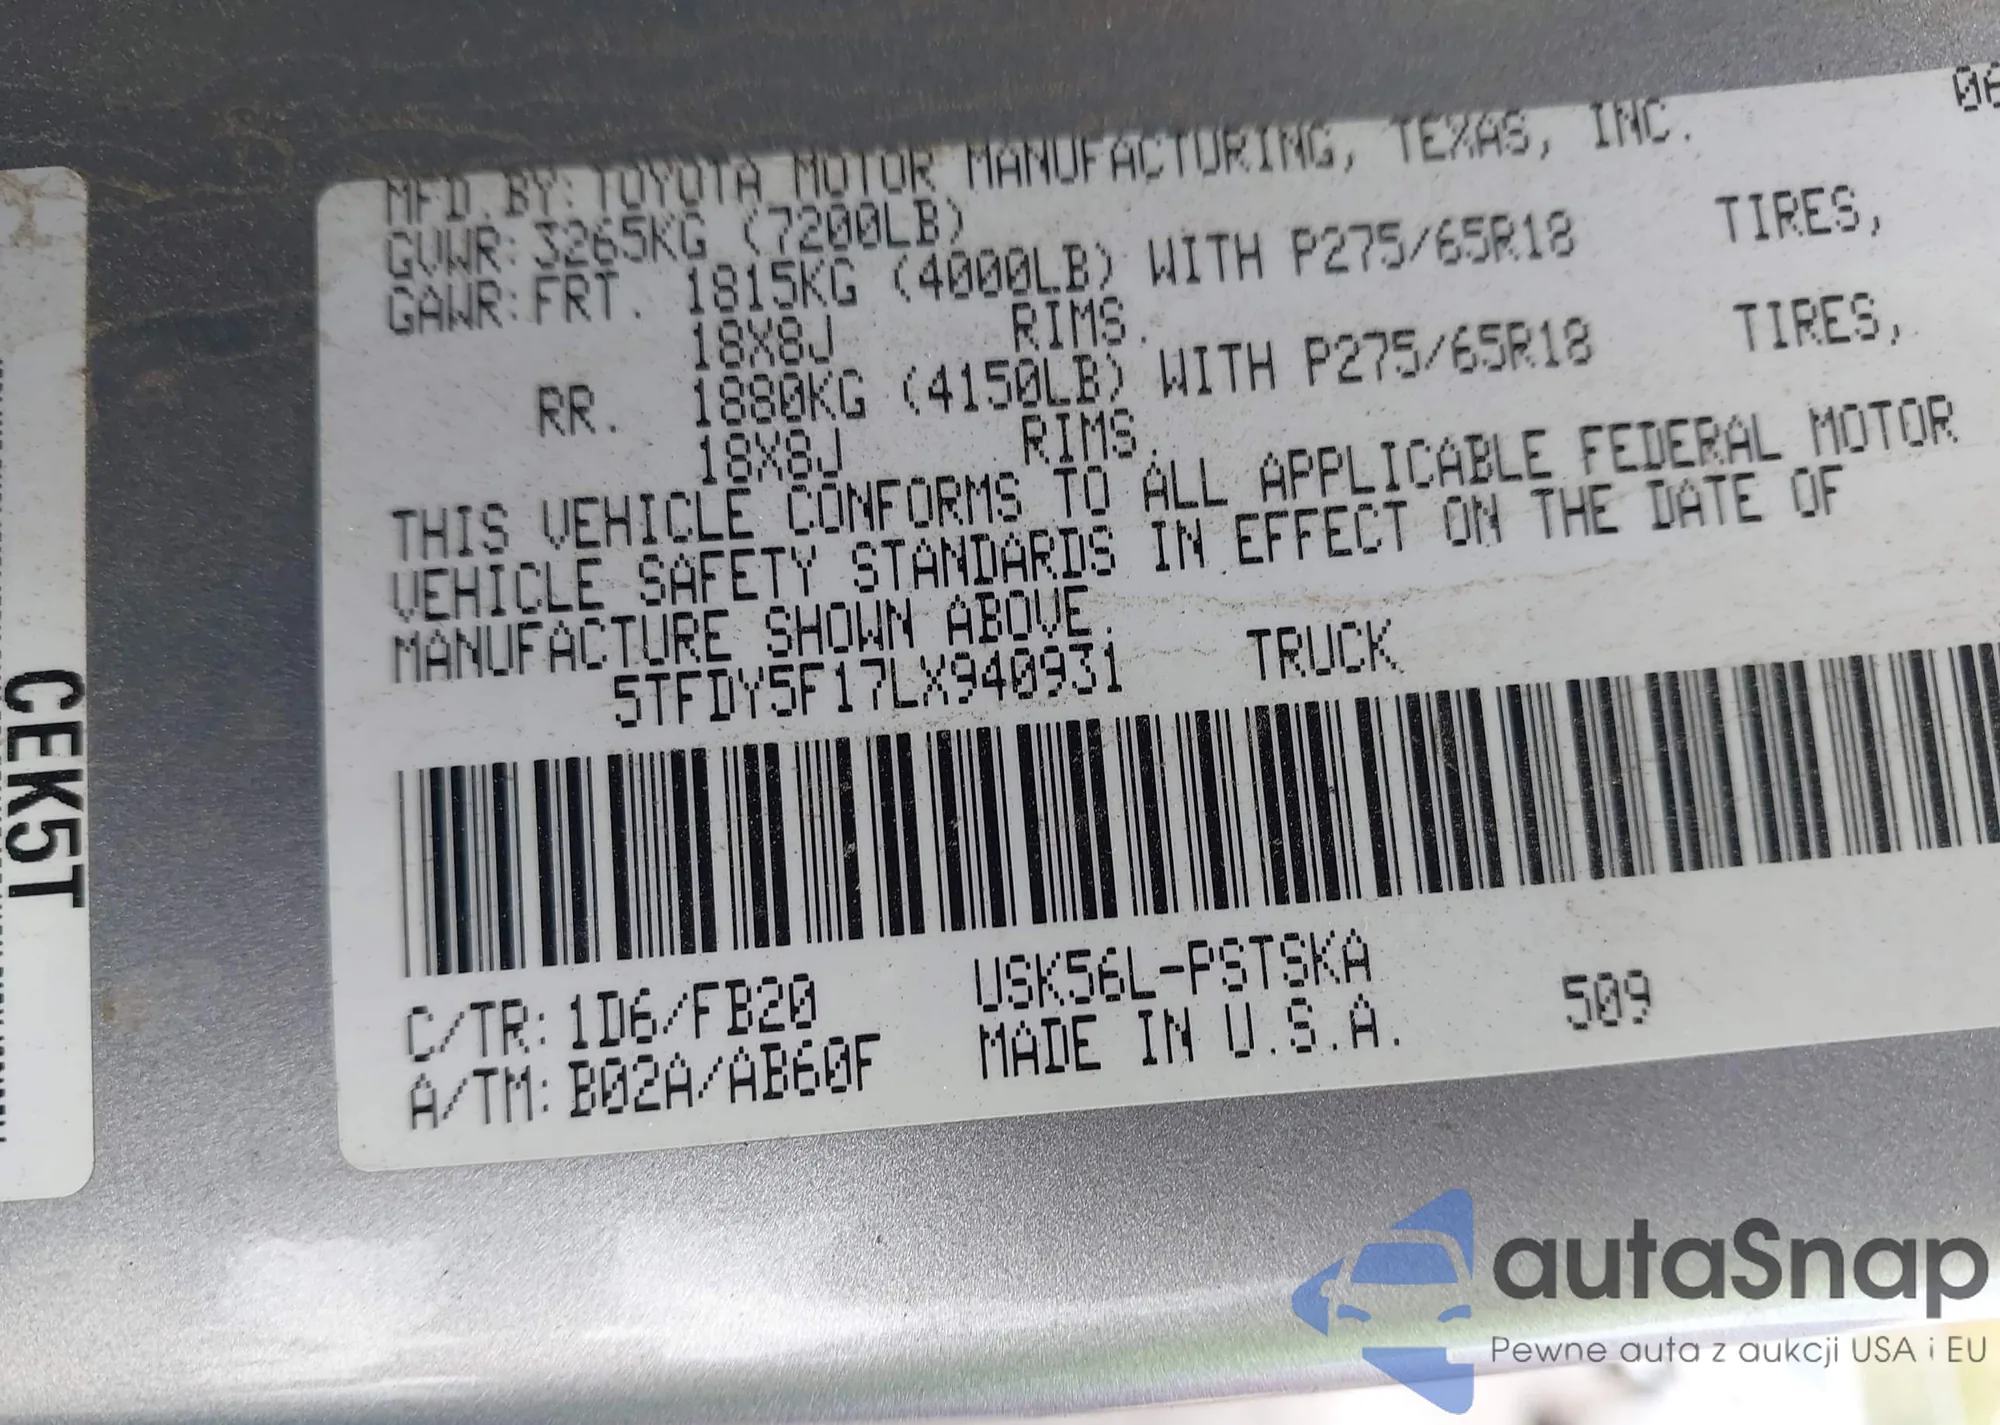 06
MFD. BY: TOYOTA MOTOR MANUFACTURING, TEXAS, INC.
GVWR: 3265KG (7200LB)
GAWR: FRT. 1815KG (4000LB) WITH P275/65R18 TIRES,
18X8J RIMS.
RR. 1880KG (4150LB) WITH P275/65R18 TIRES,
18X8J RIMS.
THIS VEHICLE CONFORMS TO ALL APPLICABLE FEDERAL MOTOR
VEHICLE SAFETY STANDARDS IN EFFECT ON THE DATE OF
MANUFACTURE SHOWN ABOVE.
5TFDY5F17LX940931 TRUCK
C/TR: 1D6/FB20 USK56L-PSTSKA
A/TM: B02A/AB60F MADE IN U.S.A. 509
CEK5T
autaSnap
Pewne auta z aukcji USA i EU